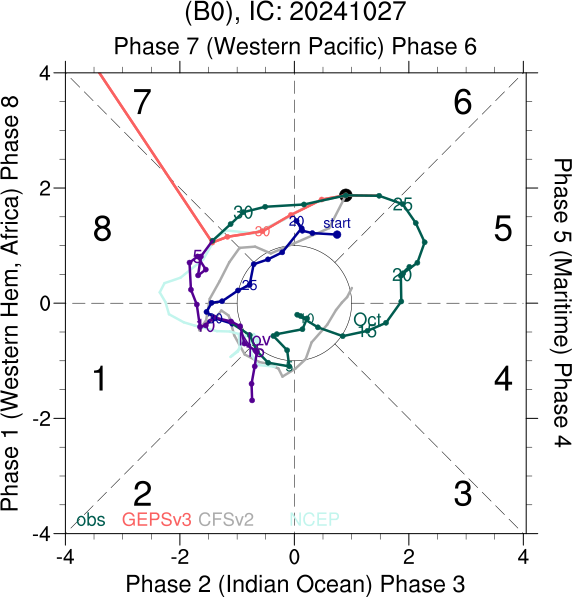 (B0), IC: 20241027
Phase 7 (Western Pacific) Phase 6
Phase 1 (Western Hem, Africa) Phase 8
Phase 5 (Maritime) Phase 4
4
2
0
-2
-4
7
6
8
5
1
4
2
3
30
25
30
20
start
5
20
25
Oct
15
Nov
15
5
obs GEPSv3 CFSv2 NCEP
-4 -2 0 2 4
Phase 2 (Indian Ocean) Phase 3